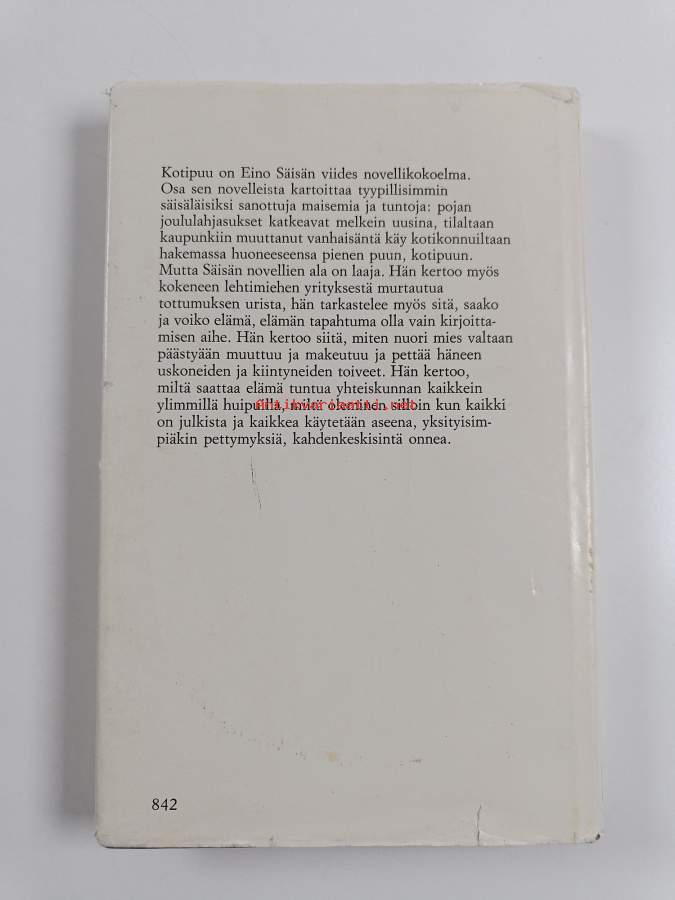 Kotipuu on Eino Säisän viides novellikokoelma.
Osa sen novelleista kartoittaa tyypillisimmin
säisäläisiksi sanottuja maisemia ja tuntoja: pojan
joululahjasukset katkeavat melkein uusina, tilaltaan
kaupunkiin muuttanut vanhaisäntä käy kotikonnuiltaan
hakemassa huoneeseensa pienen puun, kotipuun.
Mutta Säisän novellien ala on laaja. Hän kertoo myös
kokeneen lehtimiehen yrityksestä murtautua
tottumuksen urista, hän tarkastelee myös sitä, saako
ja voiko elämä, elämän tapahtuma olla vain kirjoitta-
misen aihe. Hän kertoo siitä, miten nuori mies valtaan
päästyään muuttuu ja makeutuu ja pettää häneen
uskoneiden ja kiintyneiden toiveet. Hän kertoo,
miltä saattaa elämä tuntua yhteiskunnan kaikkein
ylimmillä huipuilla, miltä silloin kun kaikki
Antikvariaatti.net
on julkista ja kaikkea käytetään aseena, yksityisim-
piäkin pettymyksiä, kahdenkeskisintä onnea.
842